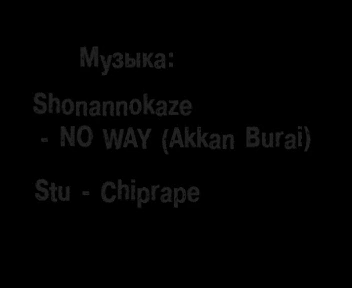 Музыка:
Shonannokaze
- NO WAY (Akkan Burai)
Stu - Chiprape